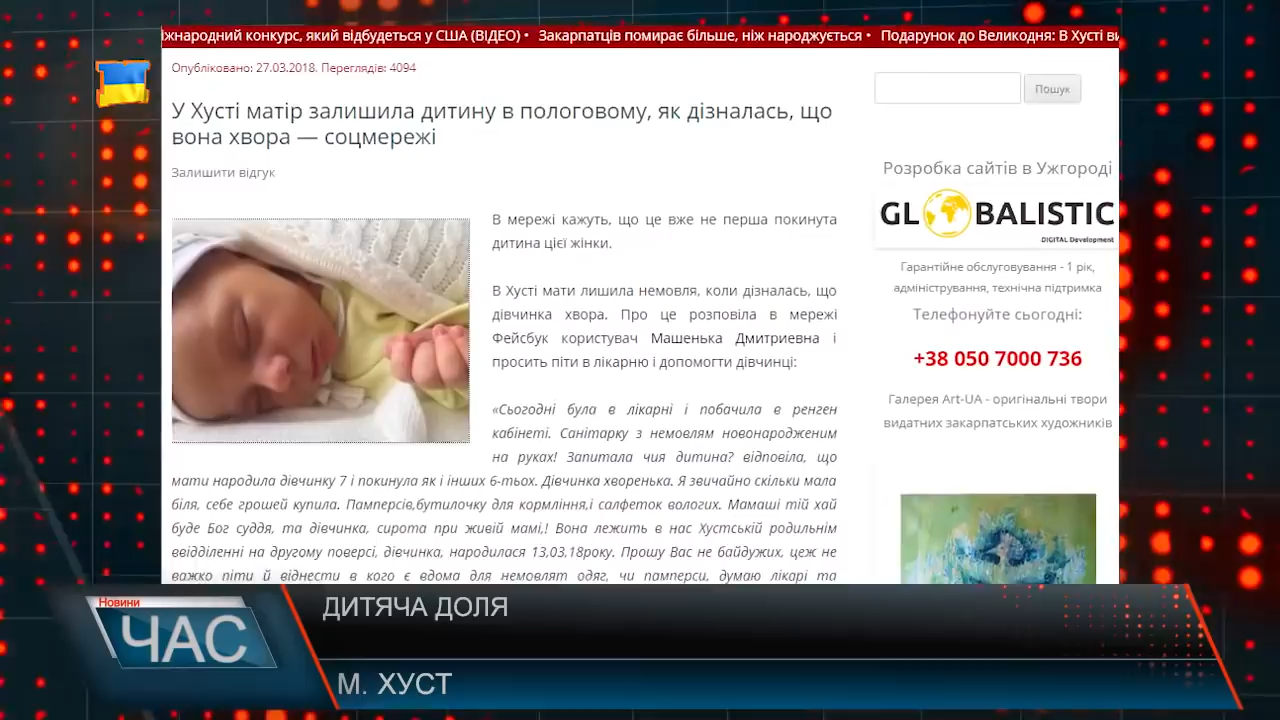 іжнародний конкурс, який відбудеться у США (ВІДЕО) • Закарпатців помирає більше, ніж народжується • Подарунок до Великодня: В Хусті ви
Опубліковано: 27.03.2018. Переглядів: 4094
У Хусті матір залишила дитину в пологовому, як дізналась, що
вона хвора — соцмережі
Залишити відгук
В мережі кажуть, що це вже не перша покинута
дитина цієї жінки.
В Хусті мати лишила немовля, коли дізналась, що
дівчинка хвора. Про це розповіла в мережі
Фейсбук користувач Машенька Дмитриевна і
просить піти в лікарню і допомогти дівчинці:
«Сьогодні була в лікарні і побачила в ренген
кабінеті. Санітарку з немовлям новонародженим
на руках! Запитала чия дитина? відповіла, що
мати народила дівчинку 7 і покинула як і інших 6-тьох. Дівчинка хворенька. Я звичайно скільки мала
біля, себе грошей купила. Памперсів,бутилочку для кормління,і салфеток вологих. Мамаші тій хай
буде Бог суддя, та дівчинка, сирота при живій мамі,! Вона лежить в нас Хустській родильнім
ввідділенні на другому поверсі, дівчинка, народилася 13,03,18року. Прошу Вас не байдужих, цеж не
важко піти й віднести в кого є вдома для немовлят одяг, чи памперси, думаю лікарі та
Пошук
Розробка сайтів в Ужгороді
GLOBALISTIC
DIGITAL Development
Гарантійне обслуговування - 1 рік,
адміністрування, технічна підтримка
Телефонуйте сьогодні:
+38 050 7000 736
Галерея Art-UA - оригінальні твори
видатних закарпатських художників
Новини
ЧАС
ДИТЯЧА ДОЛЯ
М. ХУСТ